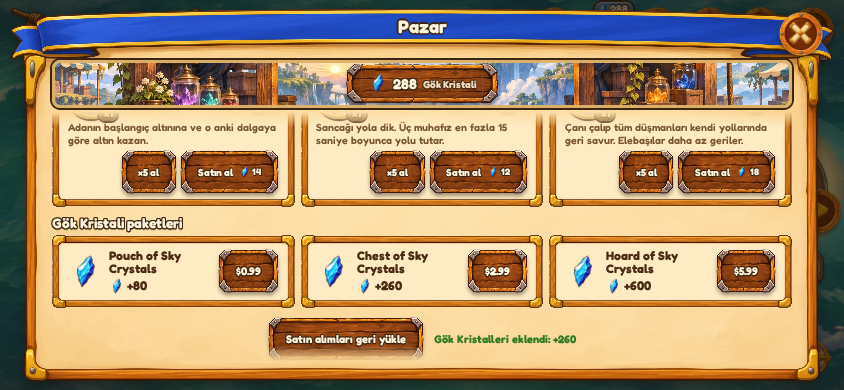 288
Pazar
288 Gök Kristali
Adanın başlangıç altınına ve o anki dalgaya
göre altın kazan.
x5 al
Satın al 14
Sancağı yola dik. Üç muhafız en fazla 15
saniye boyunca yolu tutar.
x5 al
Satın al 12
Çanı çalıp tüm düşmanları kendi yollarında
geri savur. Elebaşılar daha az geriler.
x5 al
Satın al 18
Gök Kristali paketleri
Pouch of Sky
Crystals
+80
$0.99
Chest of Sky
Crystals
+260
$2.99
Hoard of Sky
Crystals
+600
$5.99
Satın alımları geri yükle
Gök Kristalleri eklendi: +260